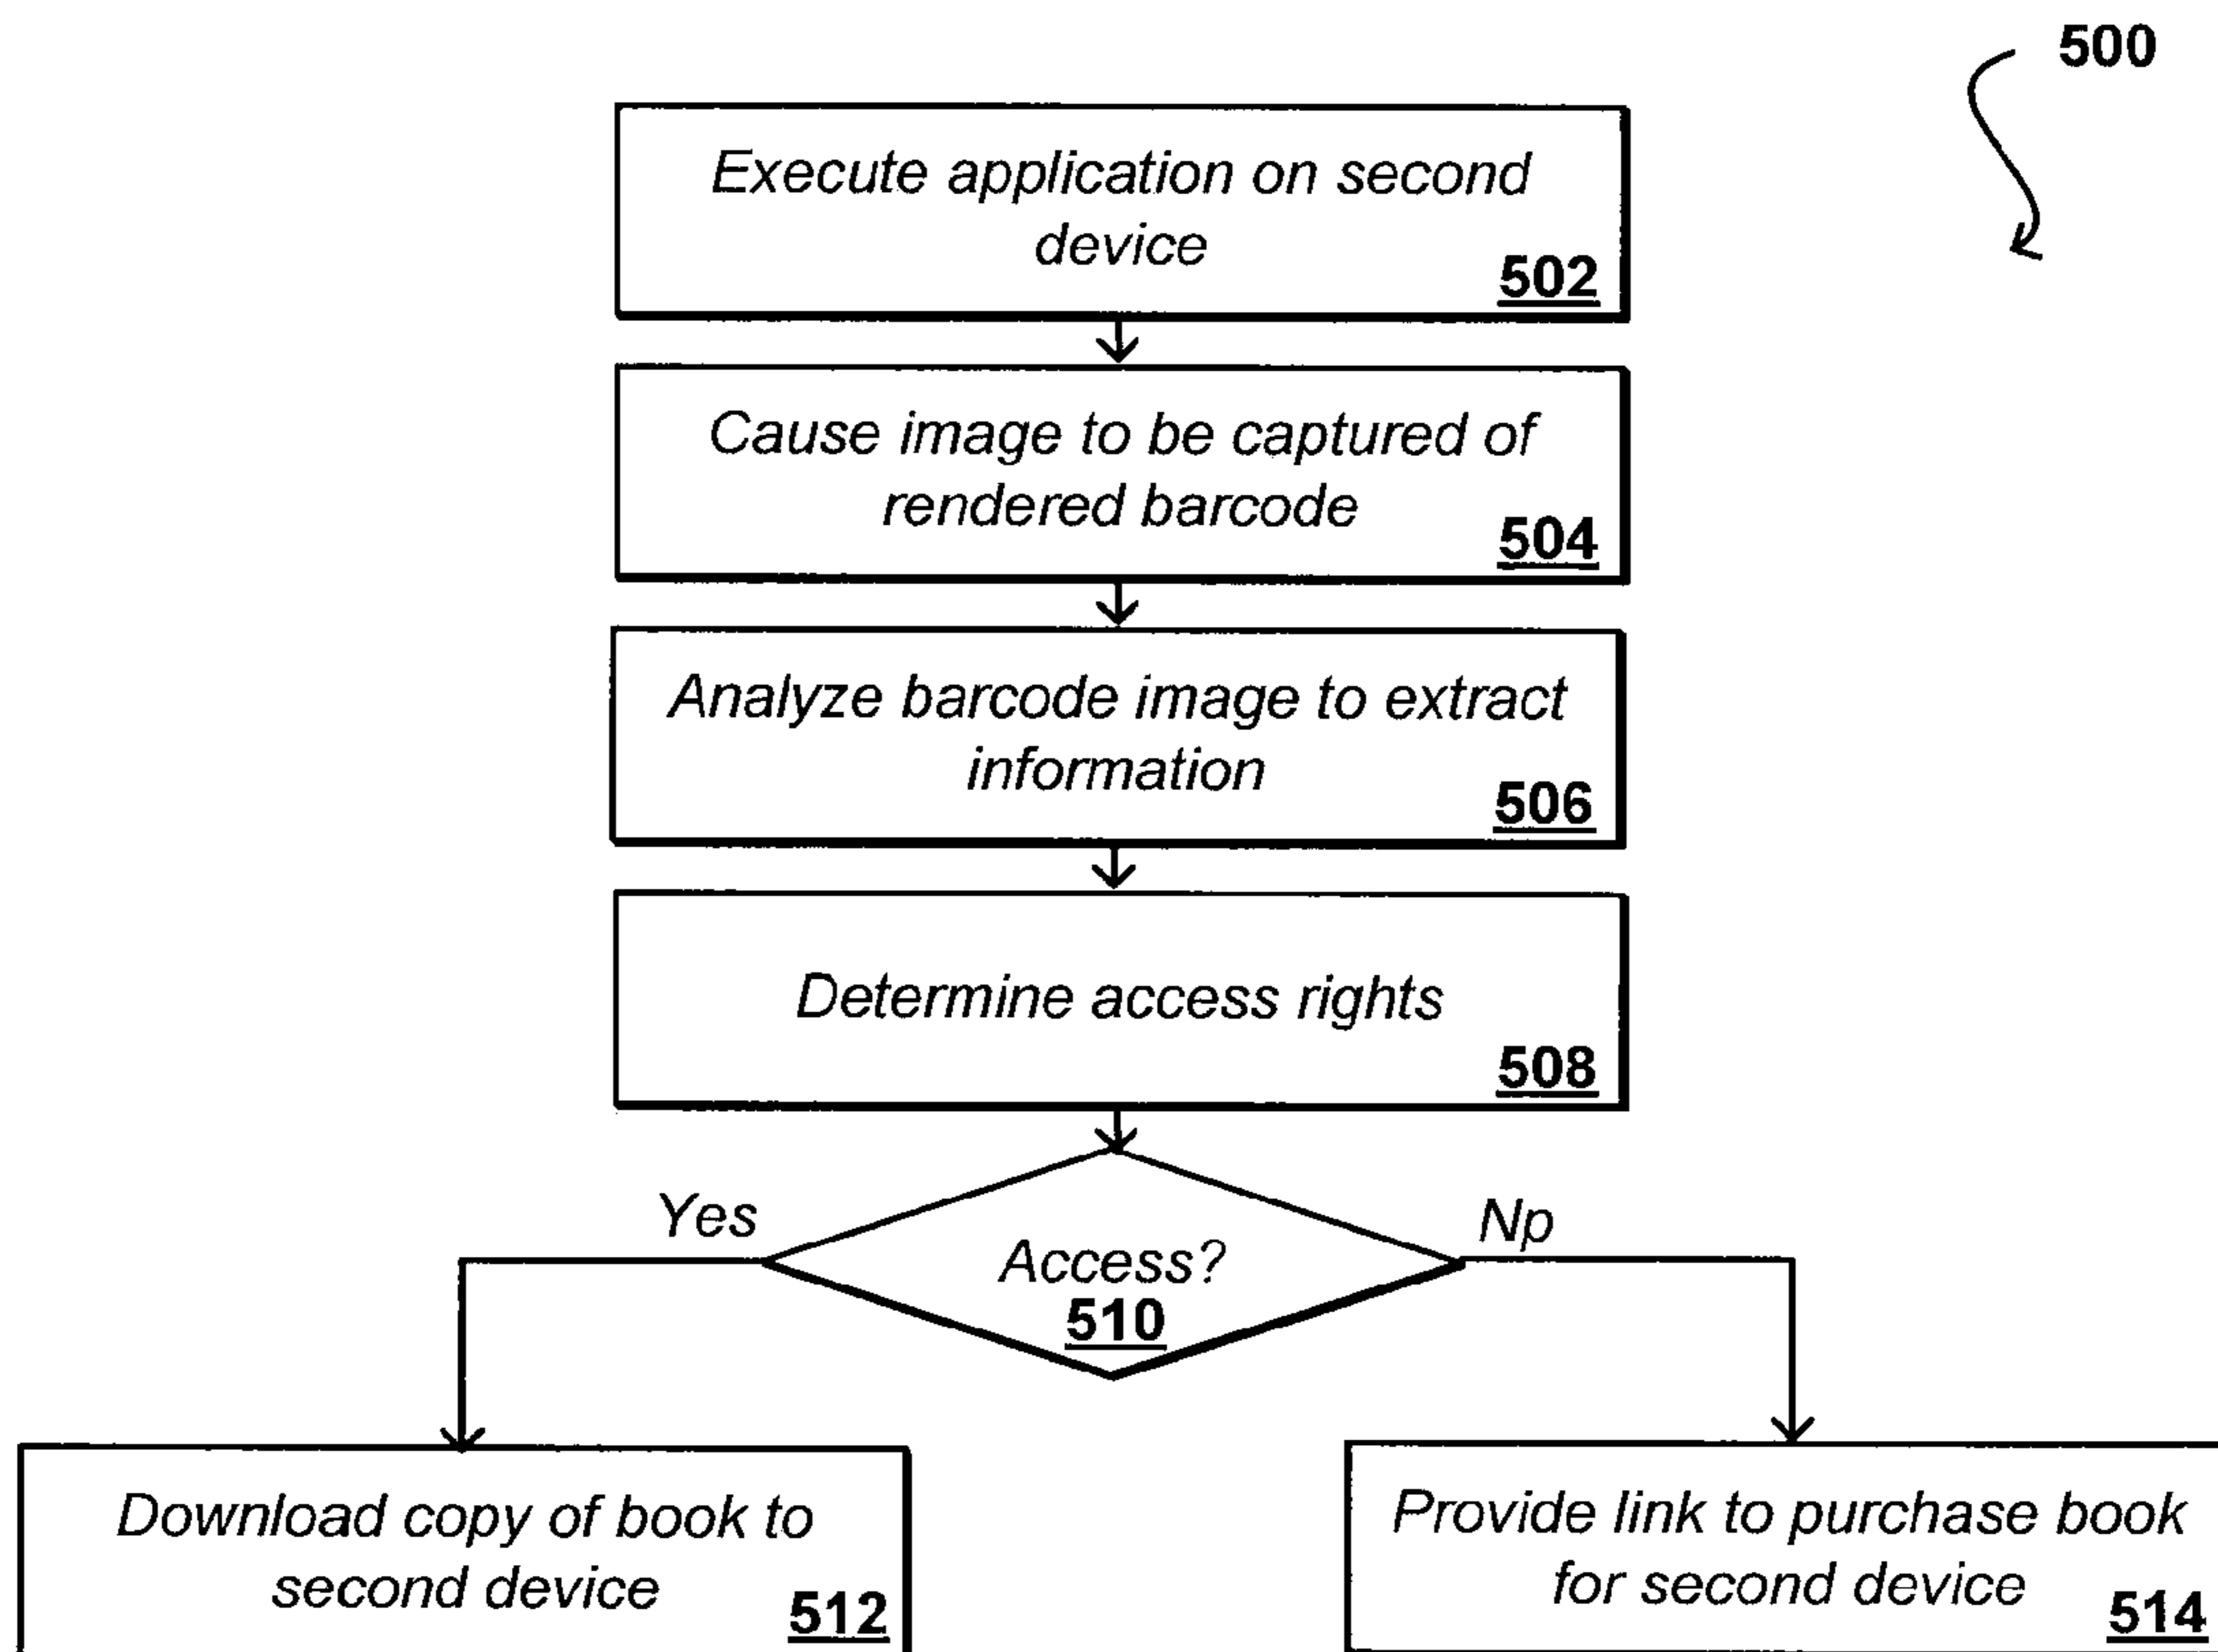 500
Execute application on second
device
502
Cause image to be captured of
rendered barcode
504
Analyze barcode image to extract
information
506
Determine access rights
508
Yes
Np
Access?
510
Download copy of book to
second device
512
Provide link to purchase book
for second device
514